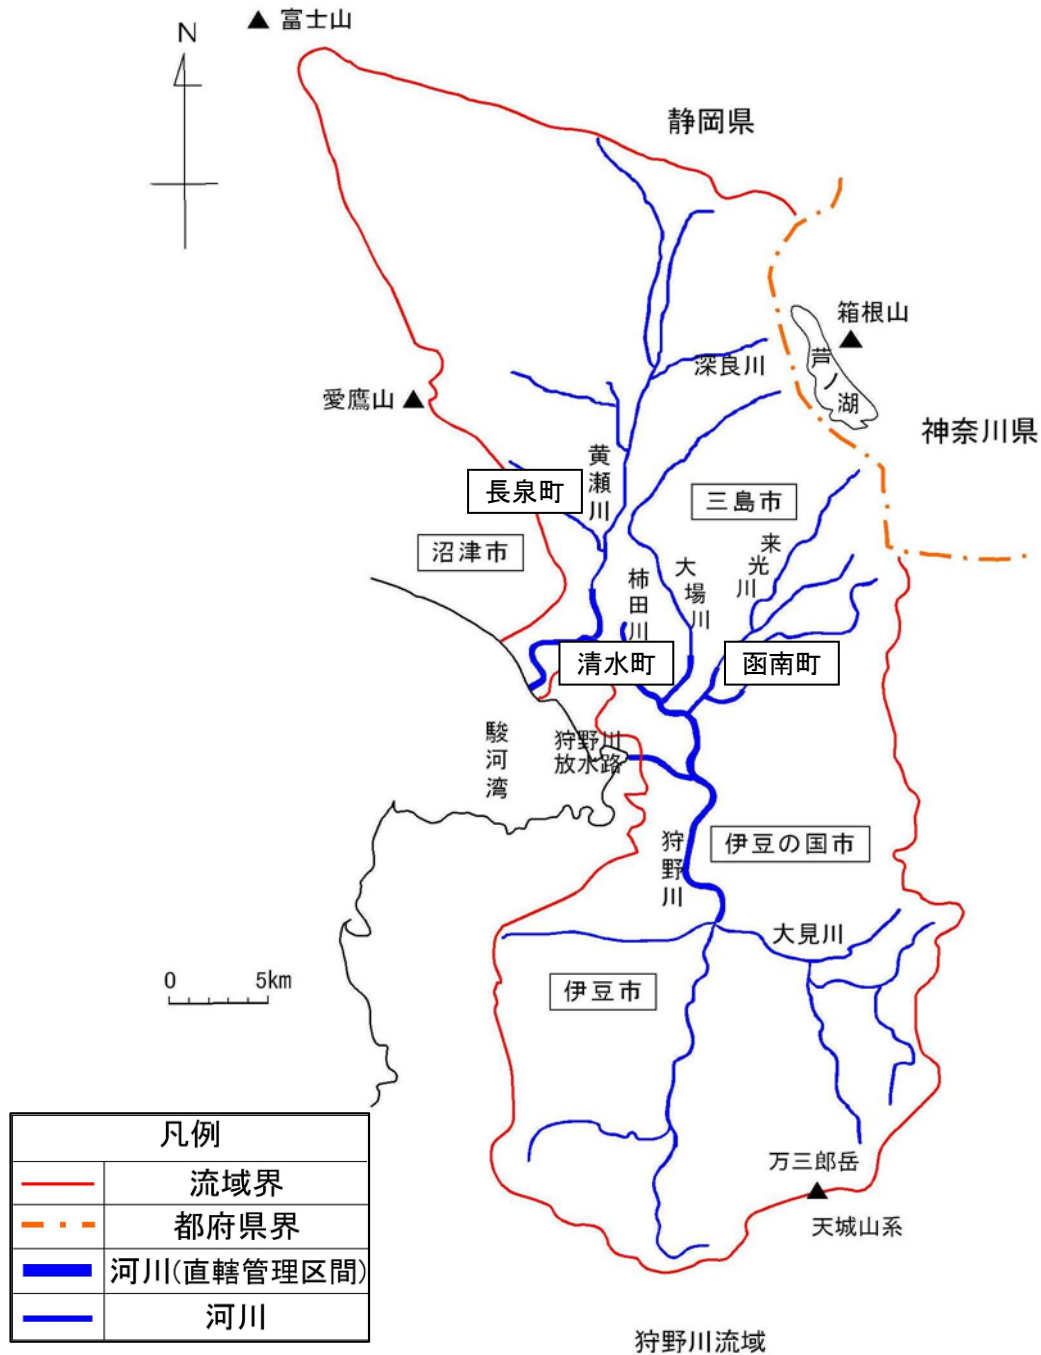 富士山
N
静岡県
箱根山
芦ノ湖
深良川
愛鷹山
神奈川県
黄瀬川
長泉町
三島市
沼津市
来光川
大場川
柿田川
清水町
函南町
駿河湾
狩野川
放水路
狩野川
伊豆の国市
大見川
0 5km
伊豆市
万三郎岳
天城山系
凡例
流域界
都府県界
河川(直轄管理区間)
河川
狩野川流域